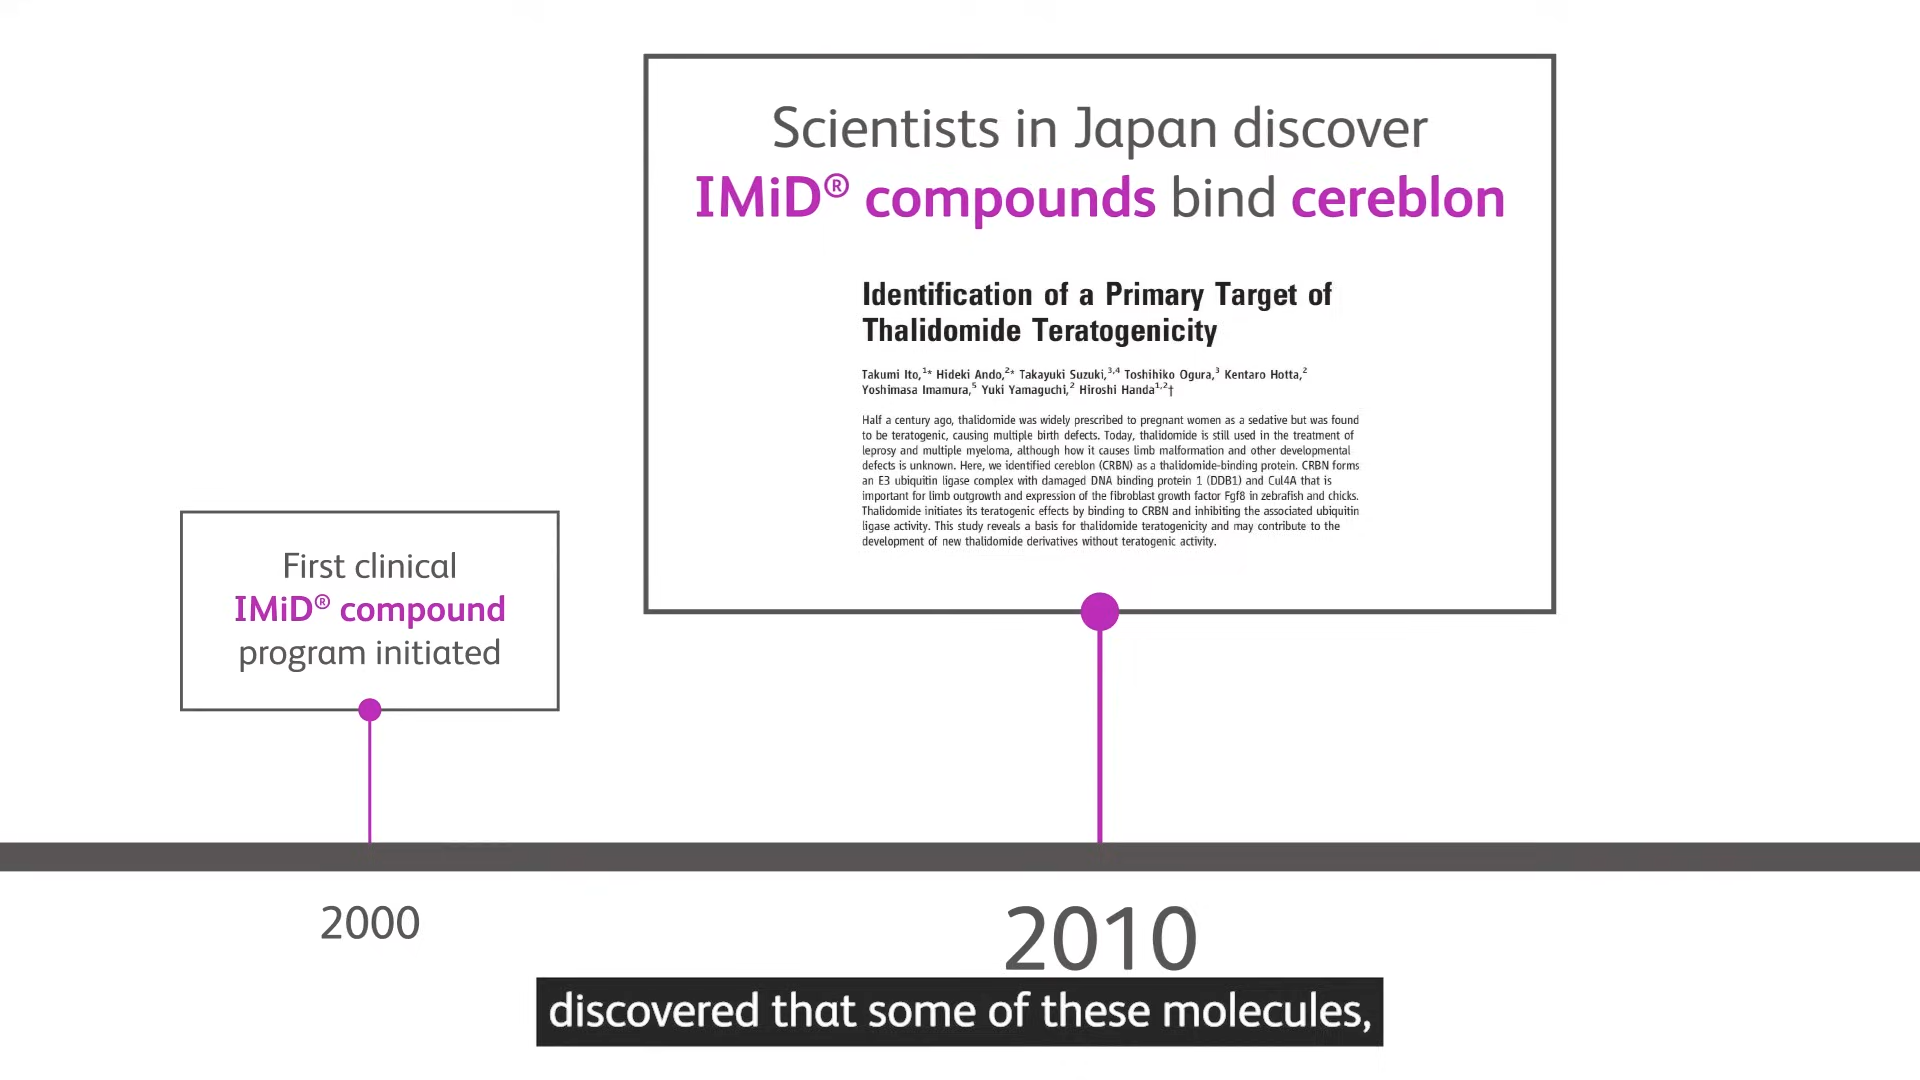 Scientists in Japan discover
IMiD® compounds bind cereblon
Identification of a Primary Target of
Thalidomide Teratogenicity
Takumi Ito,¹* Hideki Ando,²* Takayuki Suzuki,³,⁴ Toshihiko Ogura,³ Kentaro Hotta,²
Yoshimasa Imamura,⁵ Yuki Yamaguchi,² Hiroshi Handa¹,²†
Half a century ago, thalidomide was widely prescribed to pregnant women as a sedative but was found
to be teratogenic, causing multiple birth defects. Today, thalidomide is still used in the treatment of
leprosy and multiple myeloma, although how it causes limb malformation and other developmental
defects is unknown. Here, we identified cereblon (CRBN) as a thalidomide-binding protein. CRBN forms
an E3 ubiquitin ligase complex with damaged DNA binding protein 1 (DDB1) and Cul4A that is
important for limb outgrowth and expression of the fibroblast growth factor Fgf8 in zebrafish and chicks.
Thalidomide initiates its teratogenic effects by binding to CRBN and inhibiting the associated ubiquitin
ligase activity. This study reveals a basis for thalidomide teratogenicity and may contribute to the
development of new thalidomide derivatives without teratogenic activity.
First clinical
IMiD® compound
program initiated
2000
2010
discovered that some of these molecules,